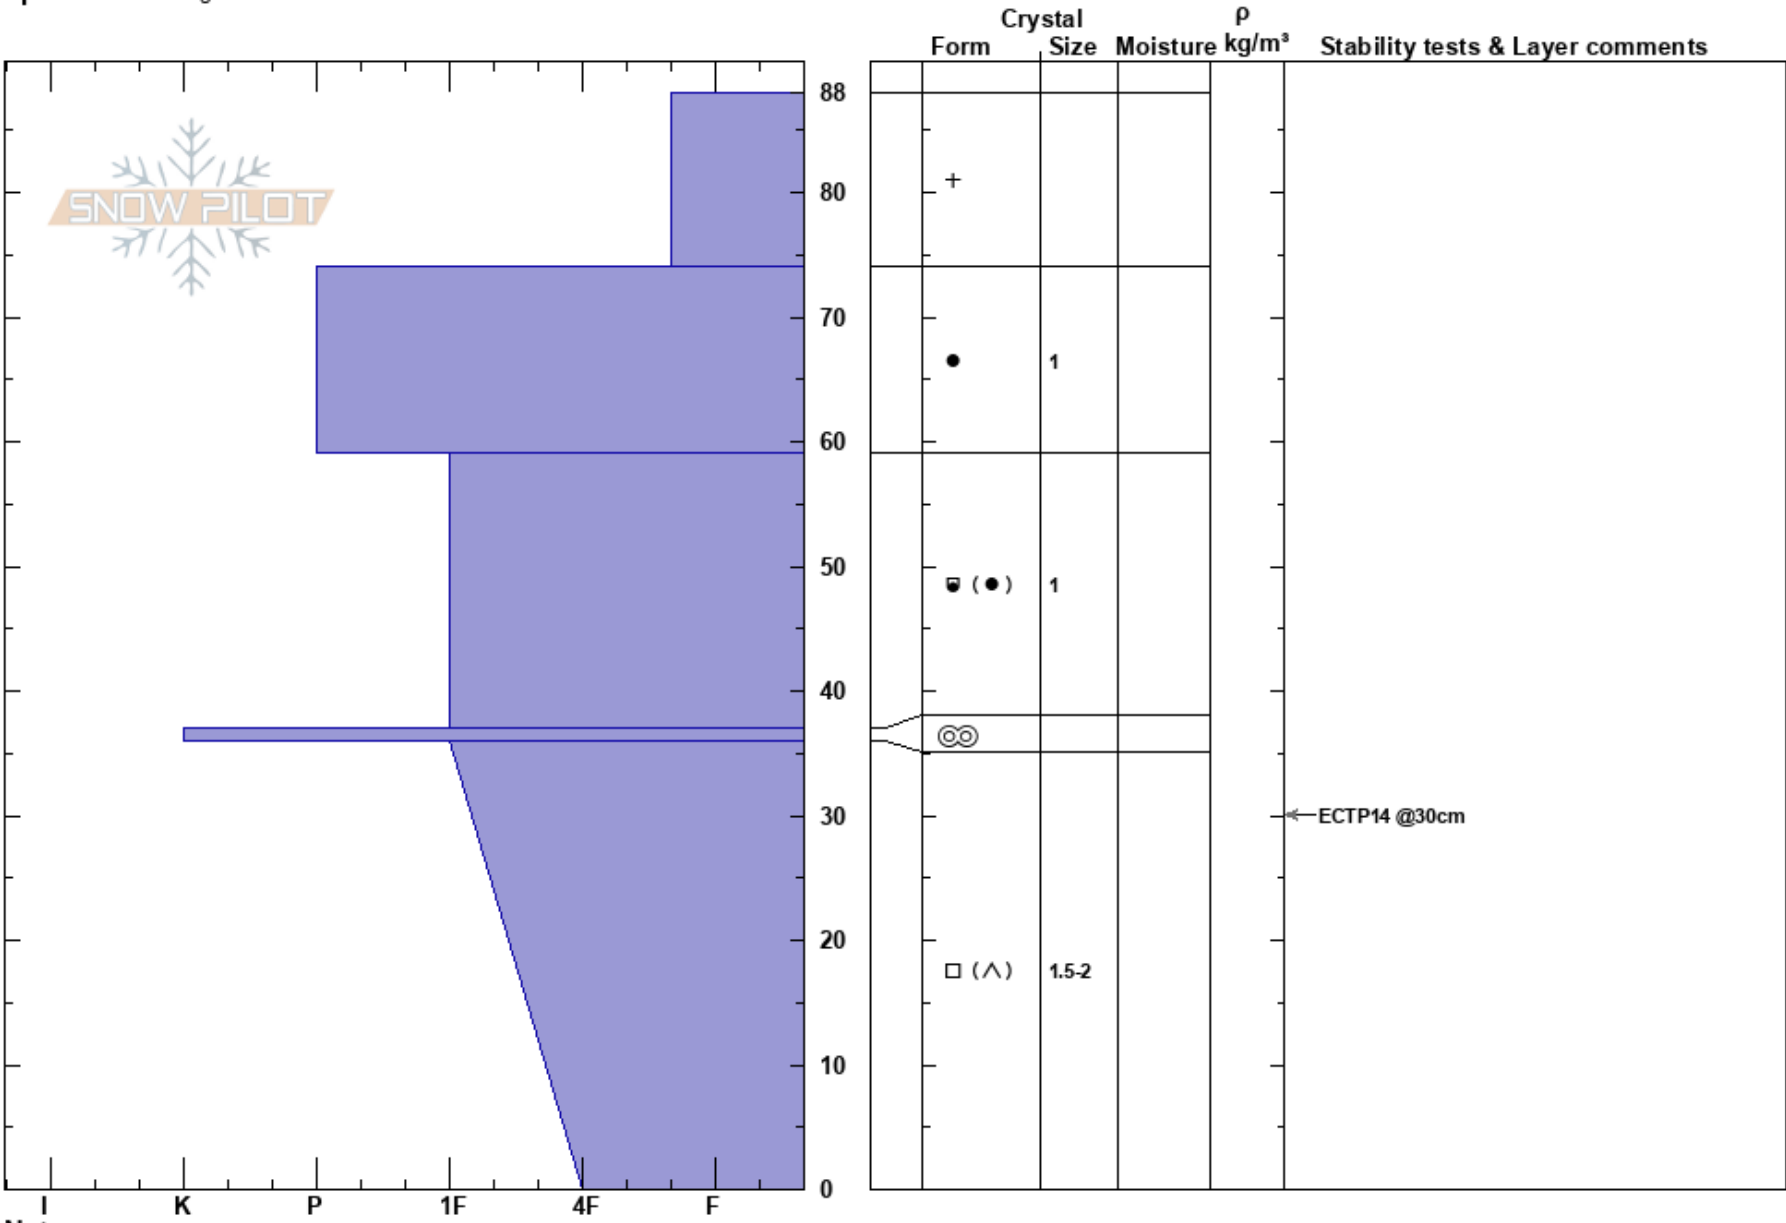 Crystal
ρ
Form Size Moisture kg/m³ Stability tests & Layer comments
88
+
80
SNOW PILOT
70
● 1
60
50
(●) 1
40
30
ECTP14 @30cm
20
□ (∧) 1.5-2
10
0
I K P 1F 4F F